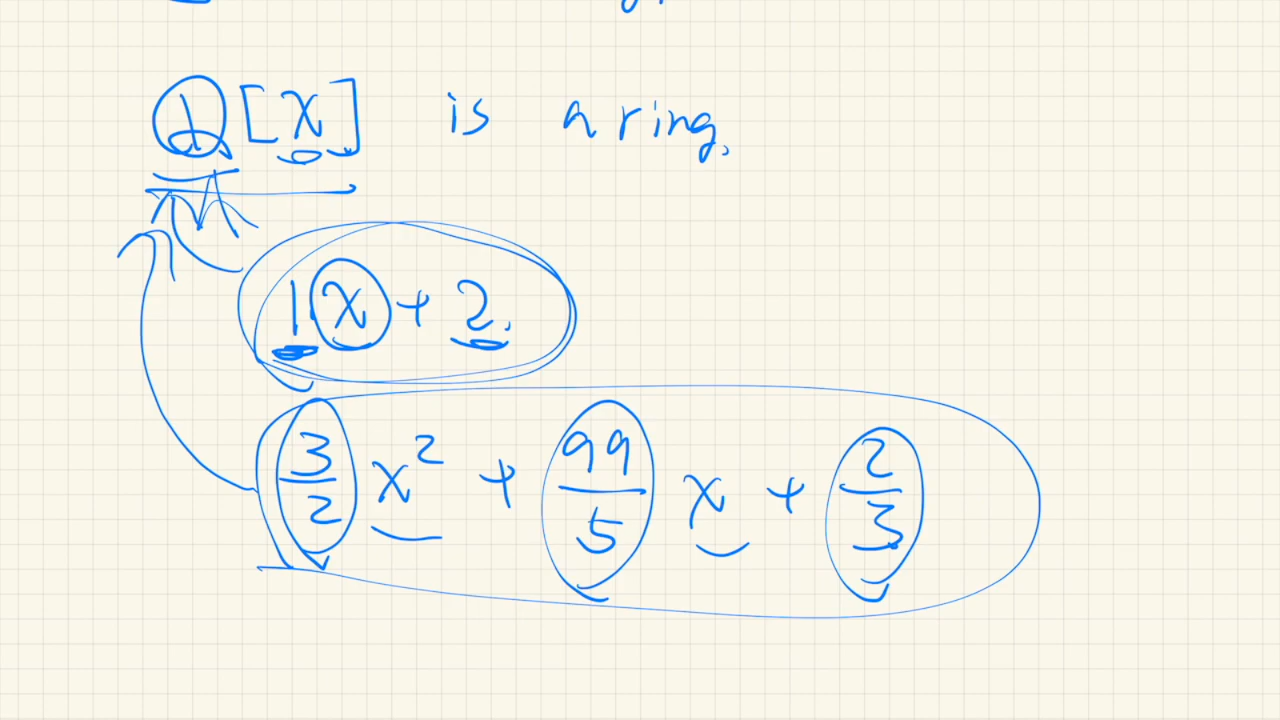 ℚ[x] is a ring.
1x + 2.
3/2 x² + 99/5 x + 2/3